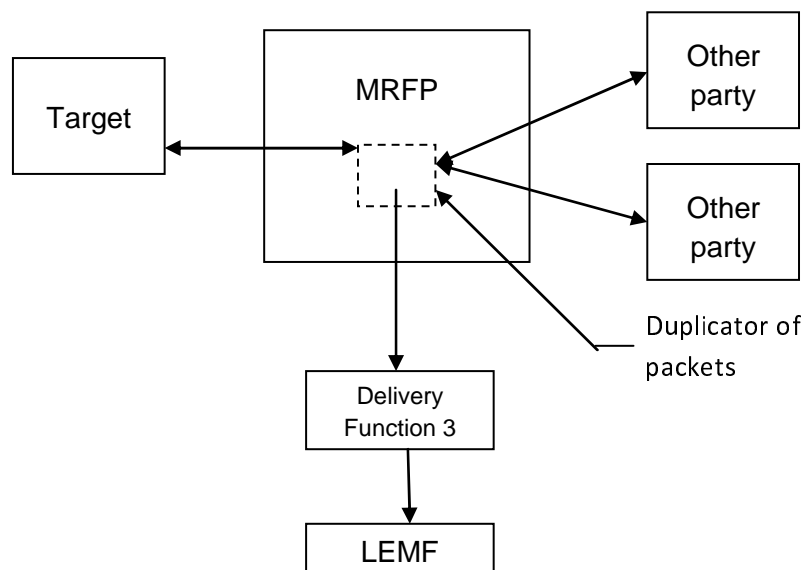 Target
MRFP
Other
party
Other
party
Duplicator of
packets
Delivery
Function 3
LEMF